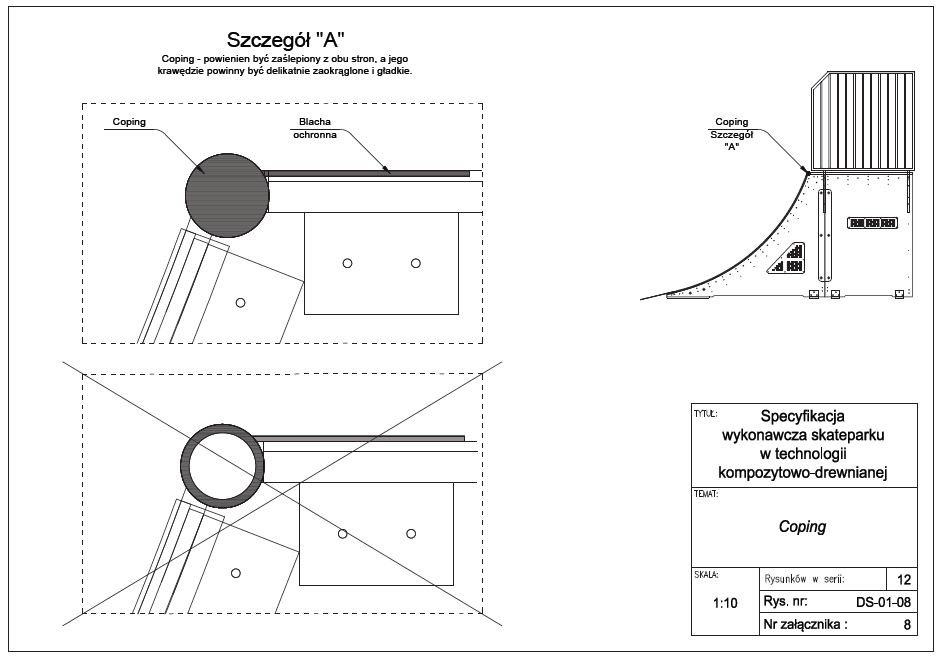 Szczegół "A"
Coping - powienien być zaślepiony z obu stron, a jego
krawędzie powinny być delikatnie zaokrąglone i gładkie.
Coping
Blacha
ochronna
Coping
Szczegół
"A"
TYTUŁ:
Specyfikacja
wykonawcza skateparku
w technologii
kompozytowo-drewnianej
TEMAT:
Coping
SKALA:
1:10
Rysunków w serii: 12
Rys. nr: DS-01-08
Nr załącznika : 8